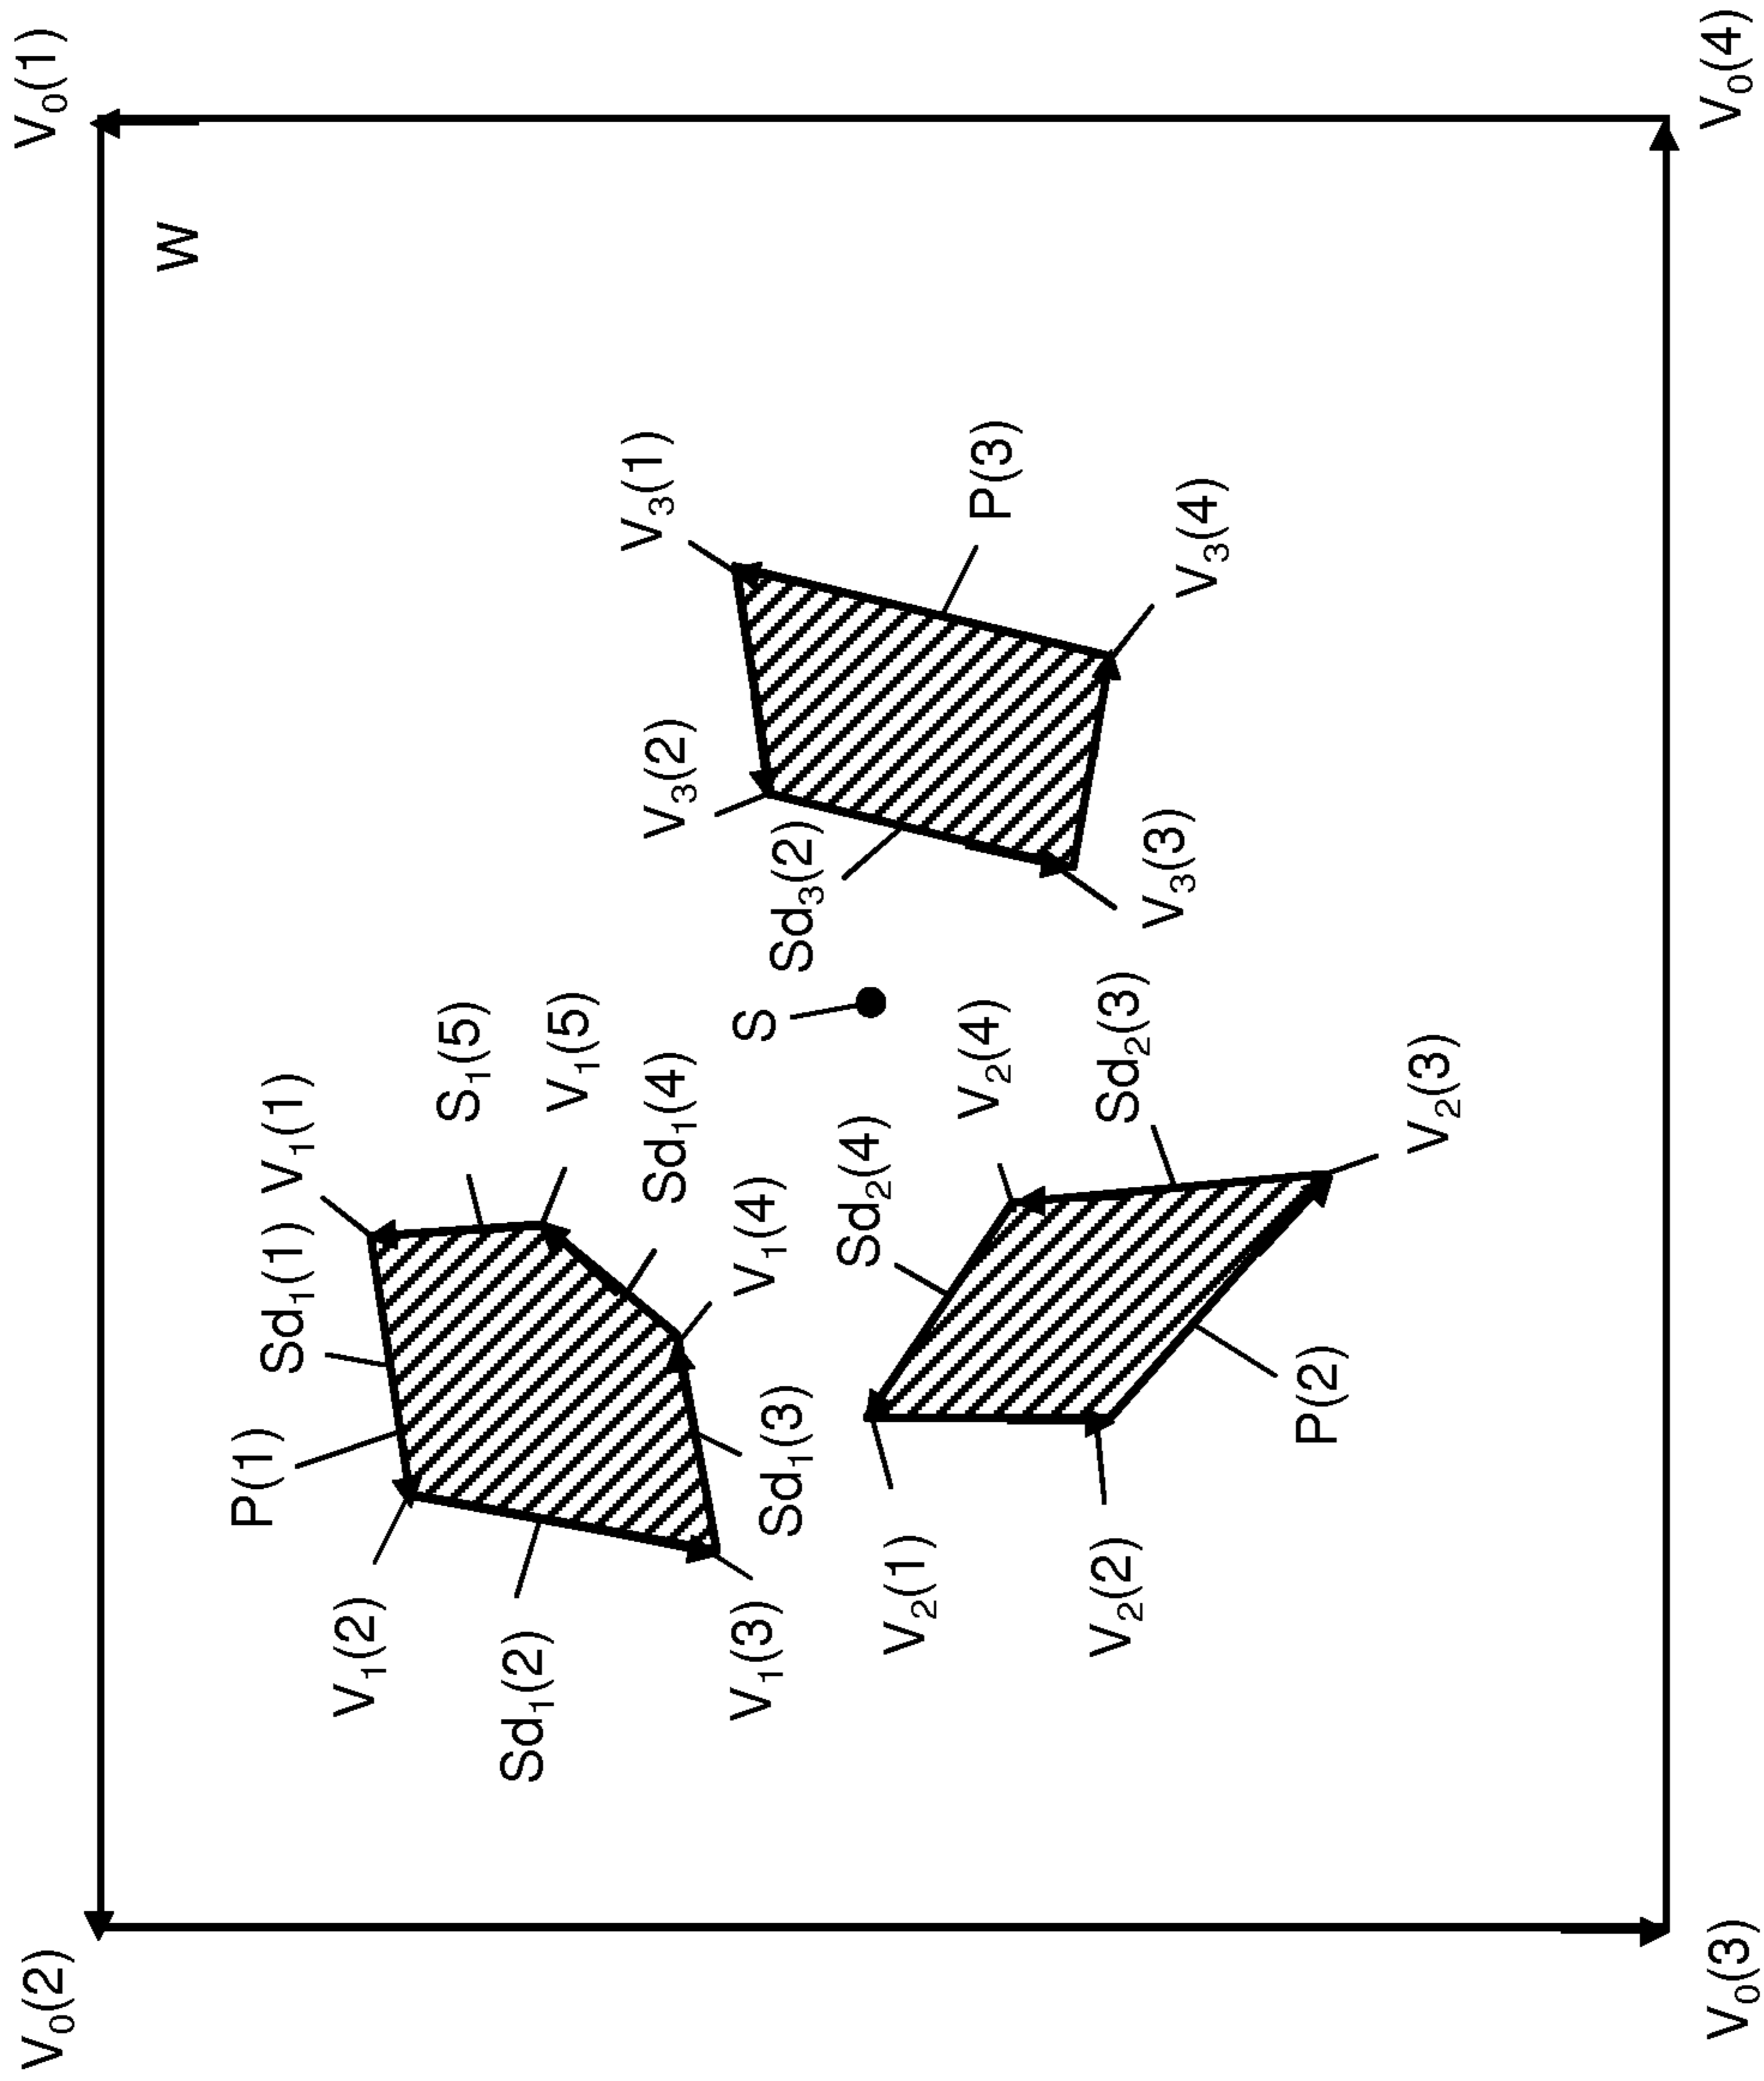 V₀(2)
V₀(1)
W
P(1)
Sd₁(1)
V₁(1)
V₁(2)
S₁(5)
Sd₁(2)
V₁(5)
V₃(1)
Sd₁(4)
V₃(2)
V₁(3)
V₁(4)
S
Sd₁(3)
Sd₃(2)
Sd₂(4)
V₂(1)
V₂(4)
P(3)
V₂(2)
Sd₂(3)
V₃(3)
V₃(4)
P(2)
V₂(3)
V₀(3)
V₀(4)